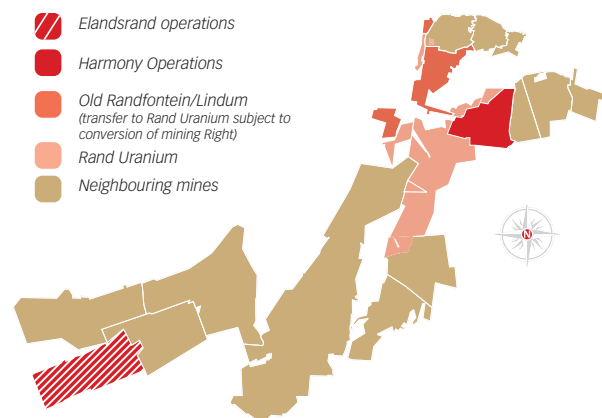 Elandsrand operations
Harmony Operations
Old Randfontein/Lindum
(transfer to Rand Uranium subject to
conversion of mining Right)
Rand Uranium
Neighbouring mines
N